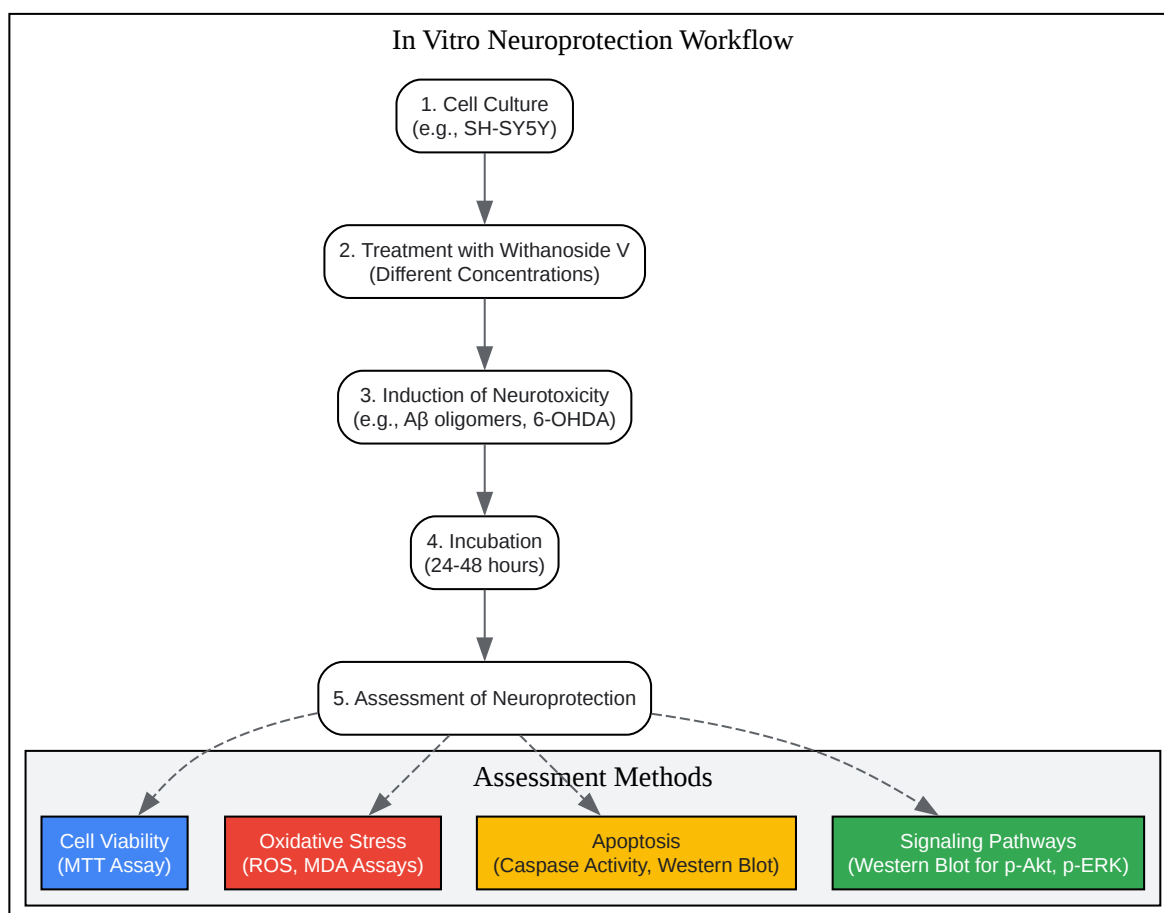 In Vitro Neuroprotection Workflow
1. Cell Culture
(e.g., SH-SY5Y)
2. Treatment with Withanoside V
(Different Concentrations)
3. Induction of Neurotoxicity
(e.g., Aβ oligomers, 6-OHDA)
4. Incubation
(24-48 hours)
5. Assessment of Neuroprotection
Assessment Methods
Cell Viability
(MTT Assay)
Oxidative Stress
(ROS, MDA Assays)
Apoptosis
(Caspase Activity, Western Blot)
Signaling Pathways
(Western Blot for p-Akt, p-ERK)